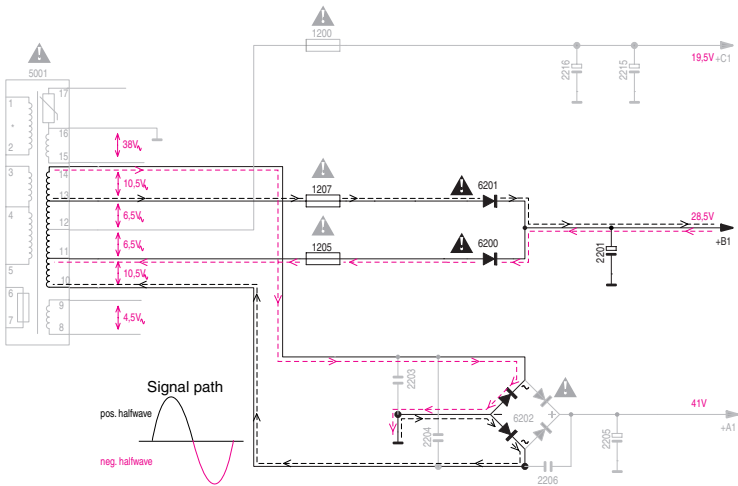 1200
19,5V
+C1
2216
2215
5001
17
1
16
2
38V
15
3
14
10,5V
13
1207
6201
4
6,5V
12
28,5V
+B1
6,5V
11
1205
6200
2201
5
10,5V
10
6
9
7
4,5V
8
2203
Signal path
pos. halfwave
neg. halfwave
~
41V
+A1
6202
2204
2205
~
2206